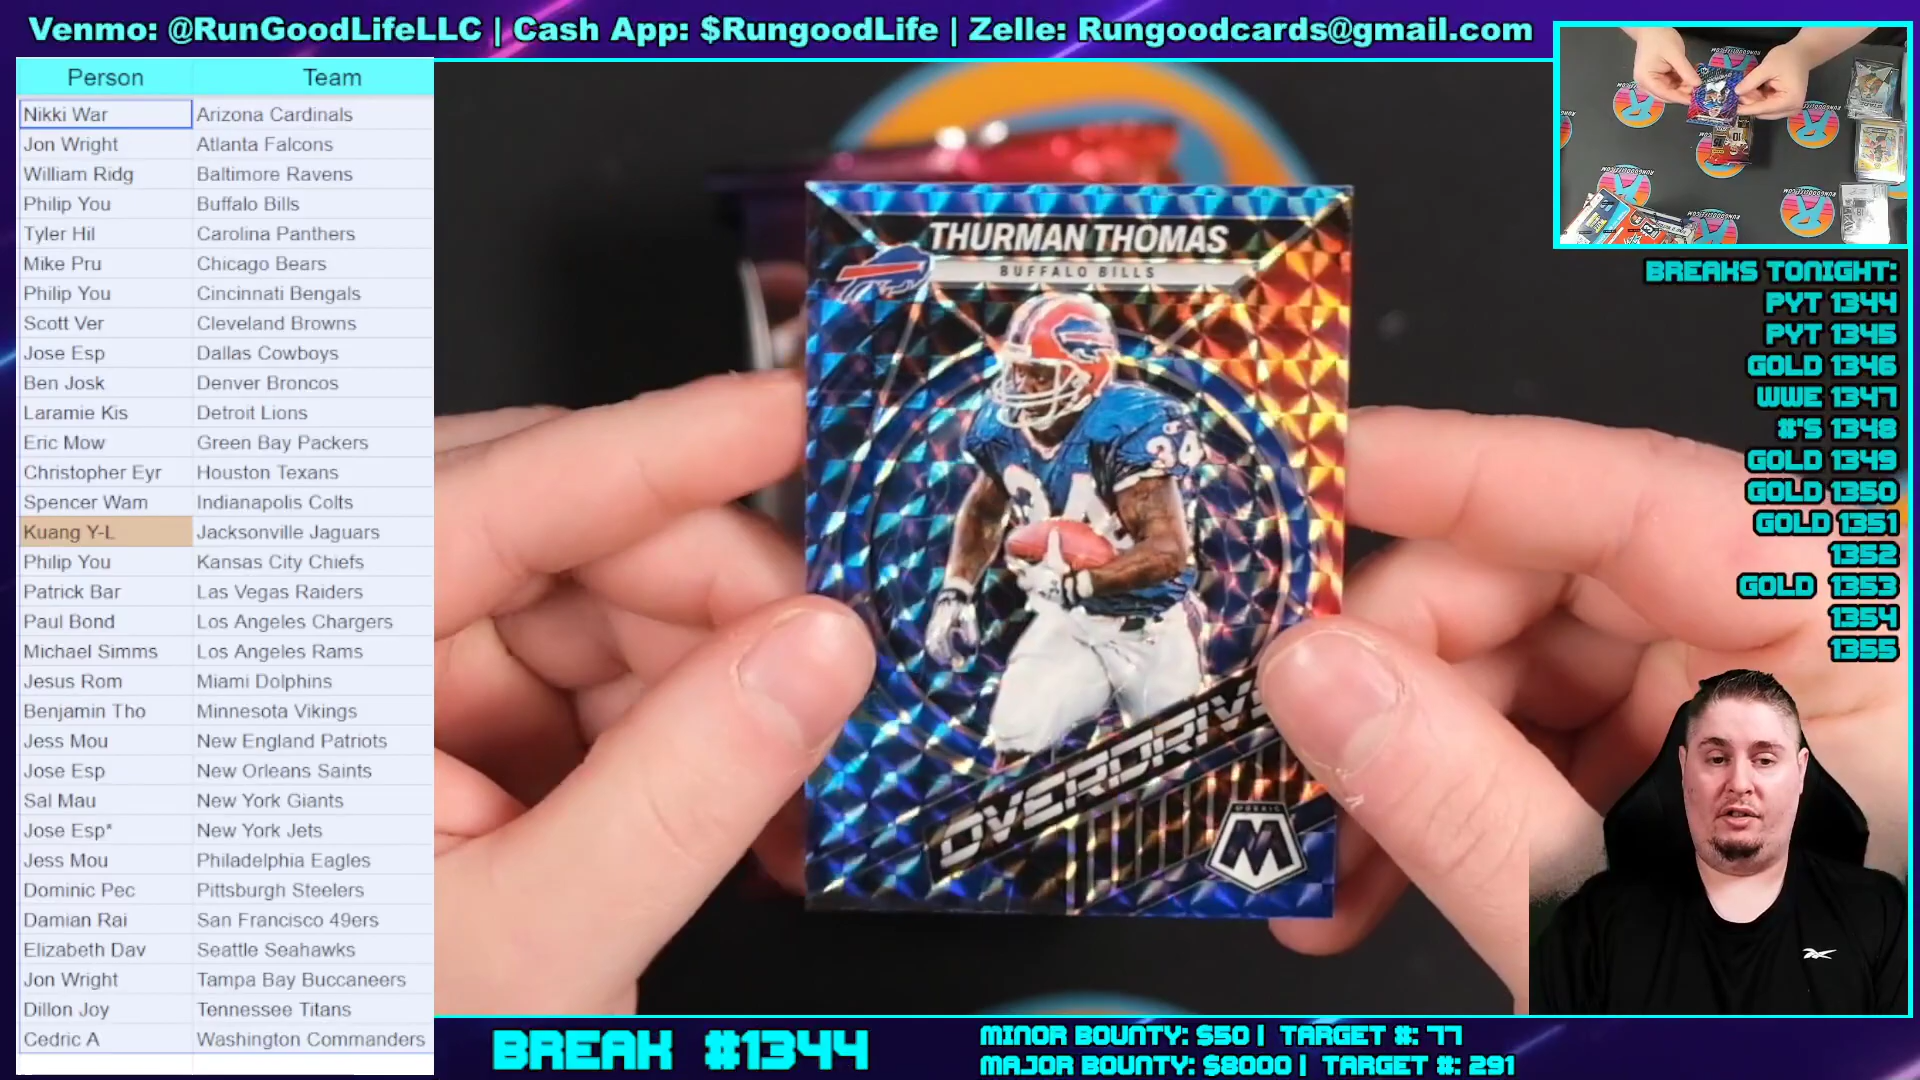 Venmo: @RunGoodLifeLLC | Cash App: $RungoodLife | Zelle: Rungoodcards@gmail.com
Person Team
Nikki War Arizona Cardinals
Jon Wright Atlanta Falcons
William Ridg Baltimore Ravens
Philip You Buffalo Bills
Tyler Hil Carolina Panthers
Mike Pru Chicago Bears
Philip You Cincinnati Bengals
Scott Ver Cleveland Browns
Jose Esp Dallas Cowboys
Ben Josk Denver Broncos
Laramie Kis Detroit Lions
Eric Mow Green Bay Packers
Christopher Eyr Houston Texans
Spencer Wam Indianapolis Colts
Kuang Y-L Jacksonville Jaguars
Philip You Kansas City Chiefs
Patrick Bar Las Vegas Raiders
Paul Bond Los Angeles Chargers
Michael Simms Los Angeles Rams
Jesus Rom Miami Dolphins
Benjamin Tho Minnesota Vikings
Jess Mou New England Patriots
Jose Esp New Orleans Saints
Sal Mau New York Giants
Jose Esp* New York Jets
Jess Mou Philadelphia Eagles
Dominic Pec Pittsburgh Steelers
Damian Rai San Francisco 49ers
Elizabeth Dav Seattle Seahawks
Jon Wright Tampa Bay Buccaneers
Dillon Joy Tennessee Titans
Cedric A Washington Commanders
THURMAN THOMAS
BUFFALO BILLS
34
34
OVERDRIVE
MOSAIC
M
BREAKS TONIGHT:
PYT 1344
PYT 1345
GOLD 1346
WWE 1347
#'S 1348
GOLD 1349
GOLD 1350
GOLD 1351
1352
GOLD 1353
1354
1355
BREAK #1344
MINOR BOUNTY: $50 | TARGET #: 77
MAJOR BOUNTY: $8000 | TARGET #: 291